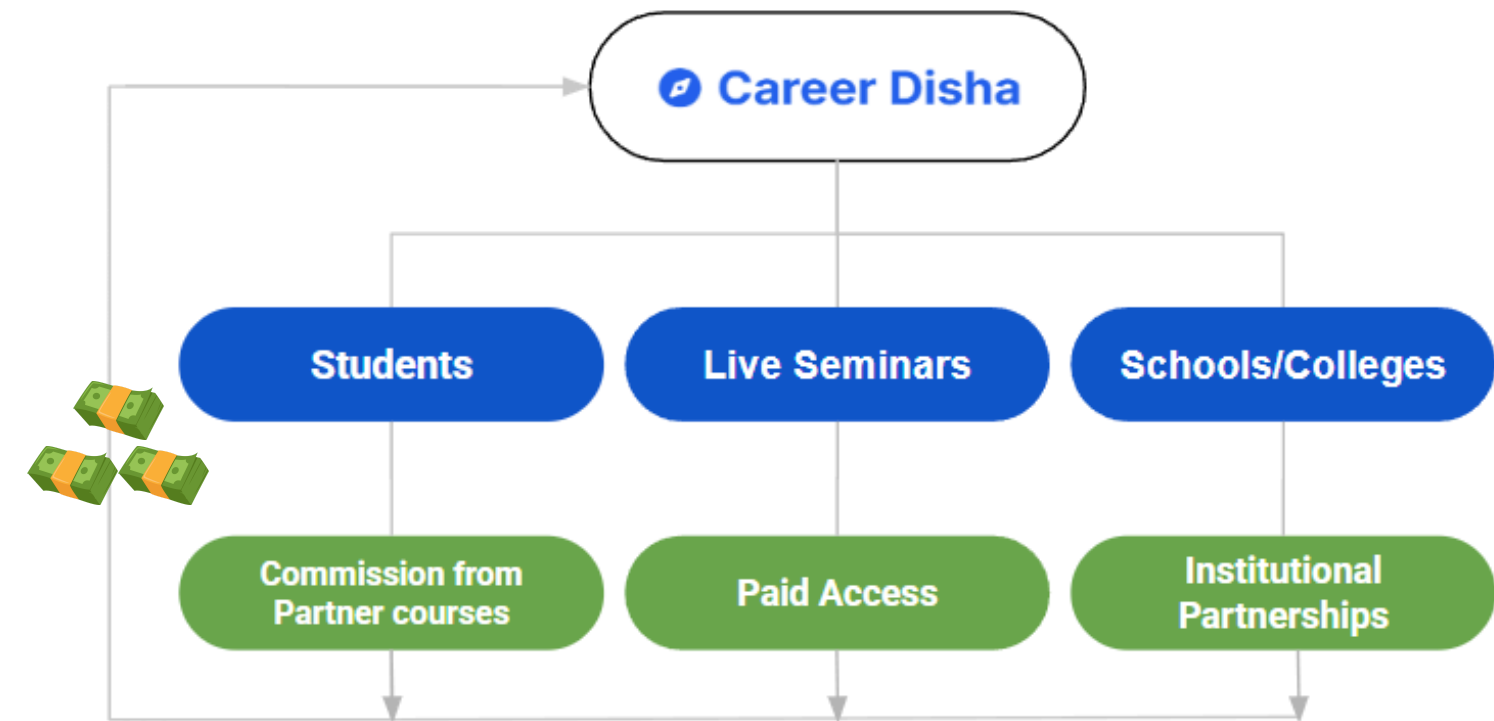 Career Disha
Students
Live Seminars
Schools/Colleges
Commission from
Partner courses
Paid Access
Institutional
Partnerships